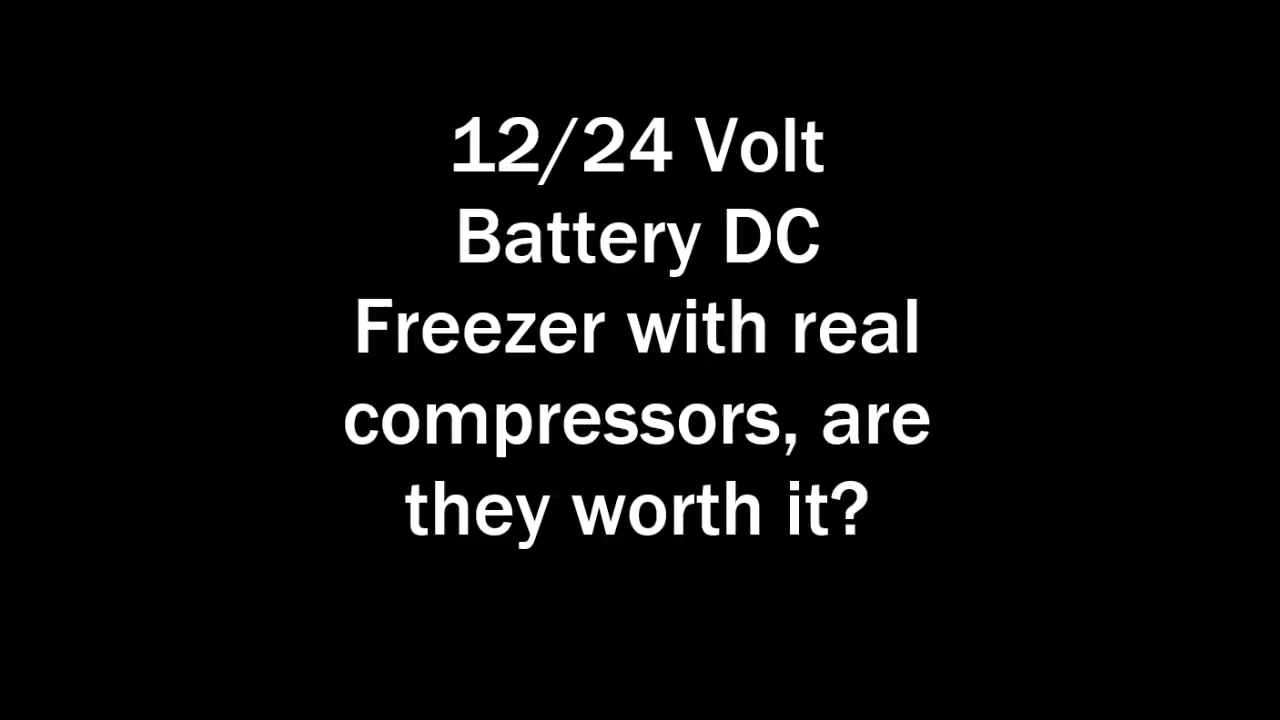 12/24 Volt
Battery DC
Freezer with real
compressors, are
they worth it?